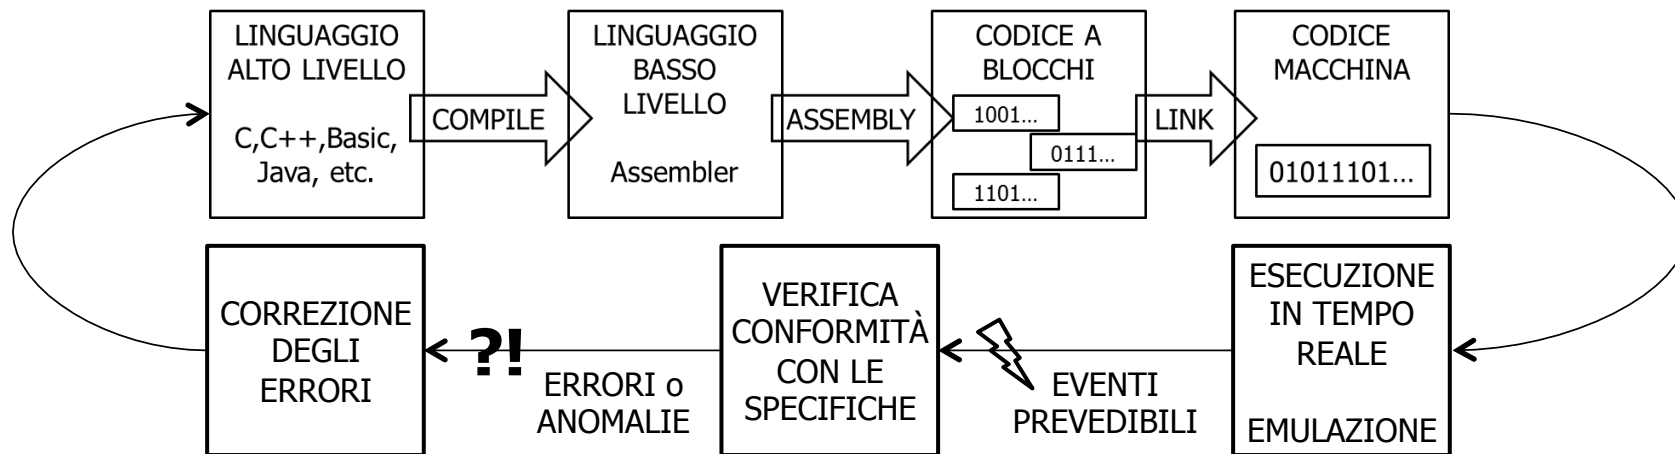 LINGUAGGIO
ALTO LIVELLO
C,C++,Basic,
Java, etc.
COMPILE
LINGUAGGIO
BASSO
LIVELLO
Assembler
ASSEMBLY
CODICE A
BLOCCHI
1001...
0111...
1101...
LINK
CODICE
MACCHINA
01011101...
CORREZIONE
DEGLI
ERRORI
?!
ERRORI o
ANOMALIE
VERIFICA
CONFORMITÀ
CON LE
SPECIFICHE
EVENTI
PREVEDIBILI
ESECUZIONE
IN TEMPO
REALE
EMULAZIONE